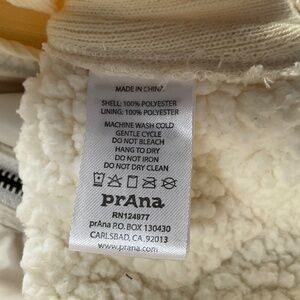 MADE IN CHINA
SHELL: 100% POLYESTER
LINING: 100% POLYESTER
MACHINE WASH COLD
GENTLE CYCLE
DO NOT BLEACH
HANG TO DRY
DO NOT IRON
DO NOT DRY CLEAN
prAna
RN124977
prAna P.O. BOX 130430
CARLSBAD, CA. 92013
www.prana.com